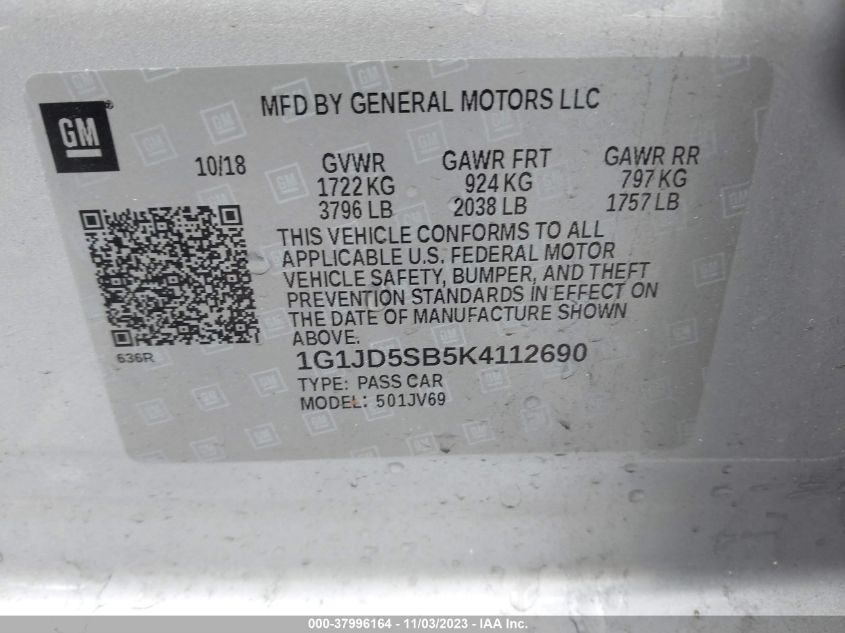 MFD BY GENERAL MOTORS LLC
GM ®
10/18 GVWR GAWR FRT GAWR RR
1722 KG 924 KG 797 KG
3796 LB 2038 LB 1757 LB
THIS VEHICLE CONFORMS TO ALL
APPLICABLE U.S. FEDERAL MOTOR
VEHICLE SAFETY, BUMPER, AND THEFT
PREVENTION STANDARDS IN EFFECT ON
THE DATE OF MANUFACTURE SHOWN
ABOVE.
636R
1G1JD5SB5K4112690
TYPE: PASS CAR
MODEL: 501JV69
000-37996164 - 11/03/2023 - IAA Inc.